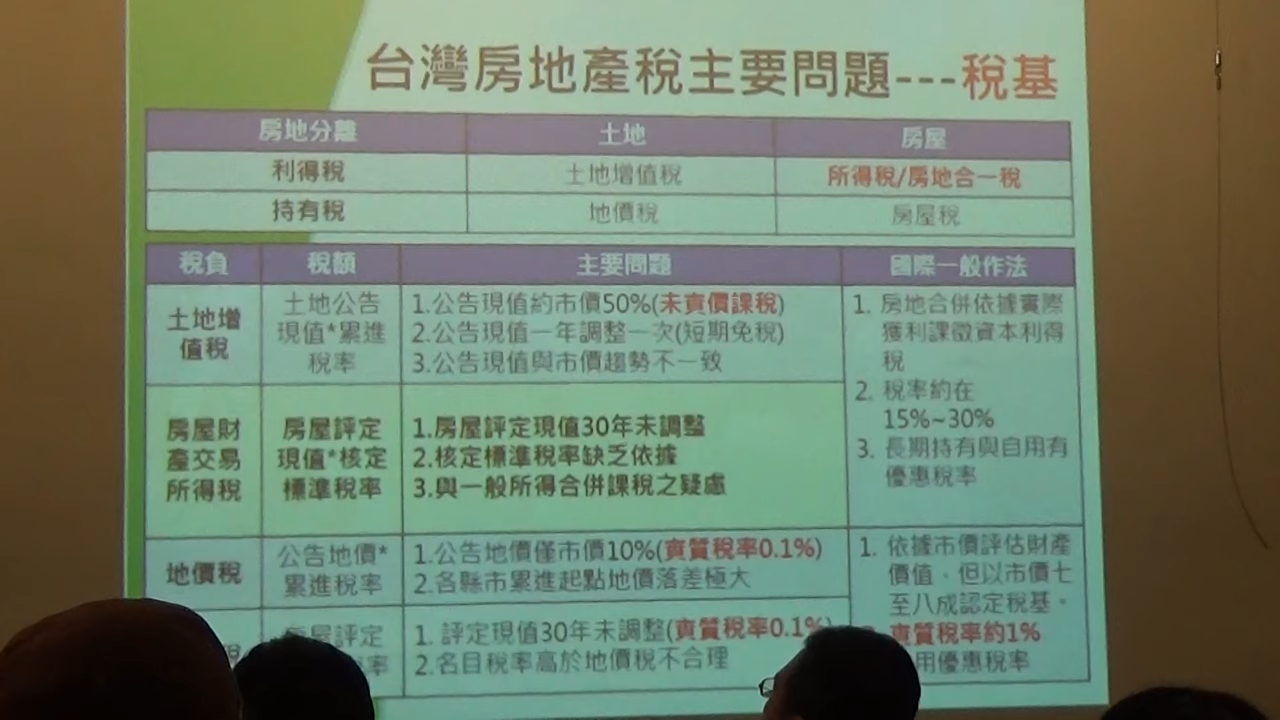 台灣房地產稅主要問題---稅基
房地分離 土地 房屋
利得稅 土地增值稅 所得稅/房地合一稅
持有稅 地價稅 房屋稅
稅負 稅額 主要問題 國際一般作法
土地增
值稅
土地公告
現值*累進
稅率
1.公告現值約市價50%(未實價課稅)
2.公告現值一年調整一次(短期免稅)
3.公告現值與市價趨勢不一致
1. 房地合併依據實際
獲利課徵資本利得
稅
2. 稅率約在
15%~30%
3. 長期持有與自用有
優惠稅率
房屋財
產交易
所得稅
房屋評定
現值*核定
標準稅率
1.房屋評定現值30年未調整
2.核定標準稅率缺乏依據
3.與一般所得合併課稅之疑慮
地價稅
公告地價*
累進稅率
1.公告地價僅市價10%(實質稅率0.1%)
2.各縣市累進起點地價落差極大
1. 依據市價評估財產
價值，但以市價七
至八成認定稅基。
實質稅率約1%
用優惠稅率
房屋評定
率
1. 評定現值30年未調整(實質稅率0.1%)
2.名目稅率高於地價稅不合理